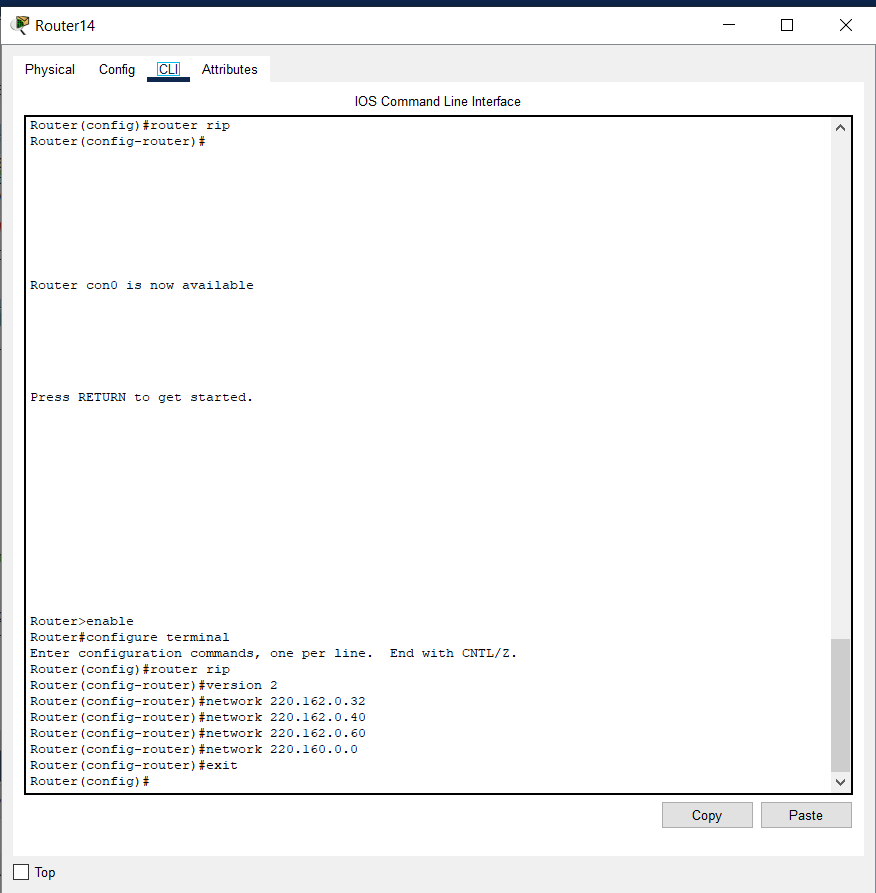 Router14
Physical Config CLI Attributes
IOS Command Line Interface
Router(config)#router rip
Router(config-router)#
Router con0 is now available
Press RETURN to get started.
Router>enable
Router#configure terminal
Enter configuration commands, one per line.  End with CNTL/Z.
Router(config)#router rip
Router(config-router)#version 2
Router(config-router)#network 220.162.0.32
Router(config-router)#network 220.162.0.40
Router(config-router)#network 220.162.0.60
Router(config-router)#network 220.160.0.0
Router(config-router)#exit
Router(config)#
Copy Paste
Top